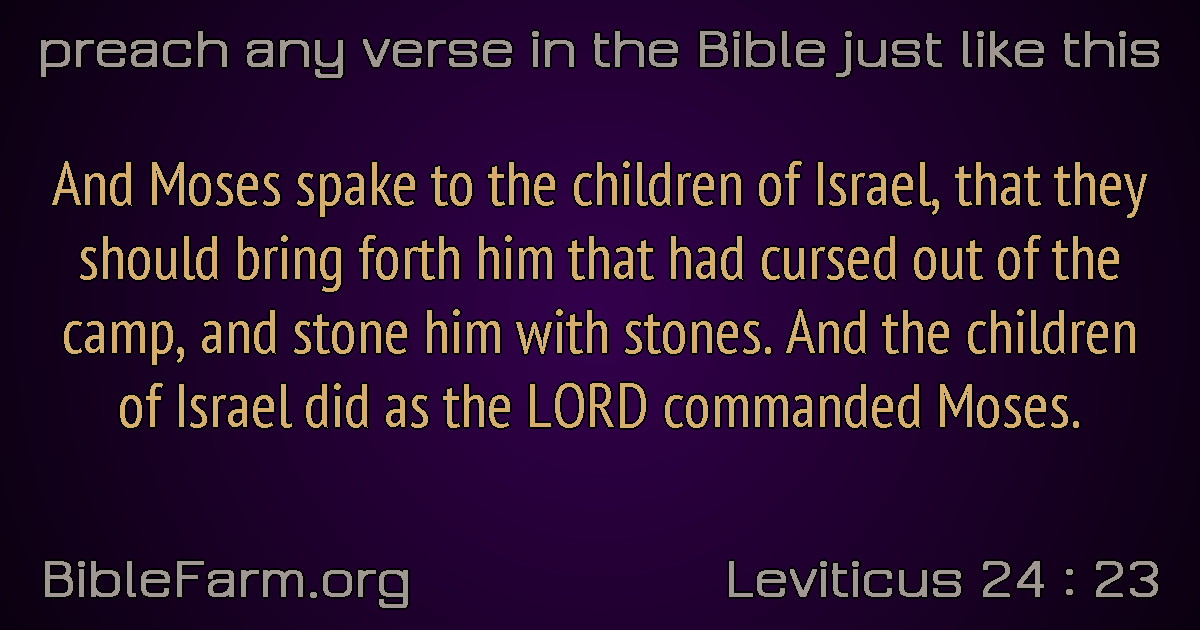 preach any verse in the Bible just like this
And Moses spake to the children of Israel, that they
should bring forth him that had cursed out of the
camp, and stone him with stones. And the children
of Israel did as the LORD commanded Moses.
BibleFarm.org
Leviticus 24 : 23